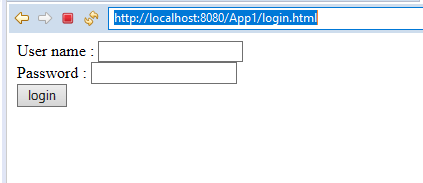 http://localhost:8080/App1/login.html
User name :
Password :
login